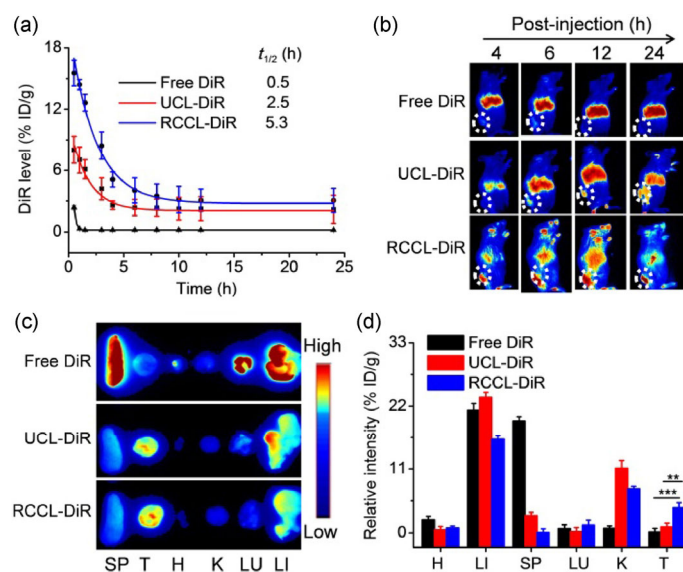 (a)
DiR level (% ID/g)
18
12
6
0
t1/2 (h)
Free DiR 0.5
UCL-DiR 2.5
RCCL-DiR 5.3
0 5 10 15 20 25
Time (h)
(b)
Post-injection (h)
4 6 12 24
Free DiR
UCL-DiR
RCCL-DiR
(c)
Free DiR
UCL-DiR
RCCL-DiR
High
Low
SP T H K LU LI
(d)
Relative intensity (% ID/g)
33
22
11
0
Free DiR
UCL-DiR
RCCL-DiR
**
***
H LI SP LU K T